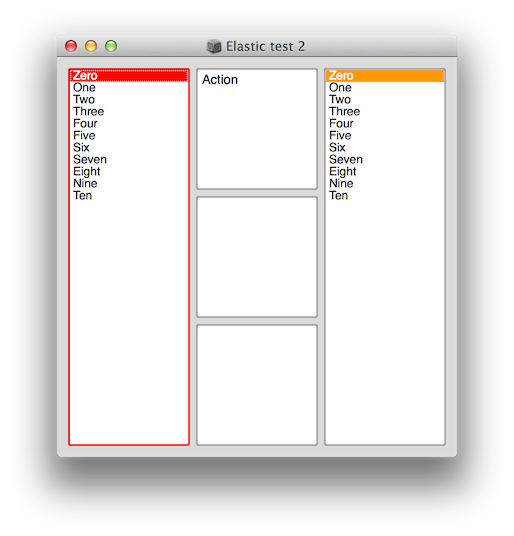 Elastic test 2
Zero
One
Two
Three
Four
Five
Six
Seven
Eight
Nine
Ten
Action
Zero
One
Two
Three
Four
Five
Six
Seven
Eight
Nine
Ten